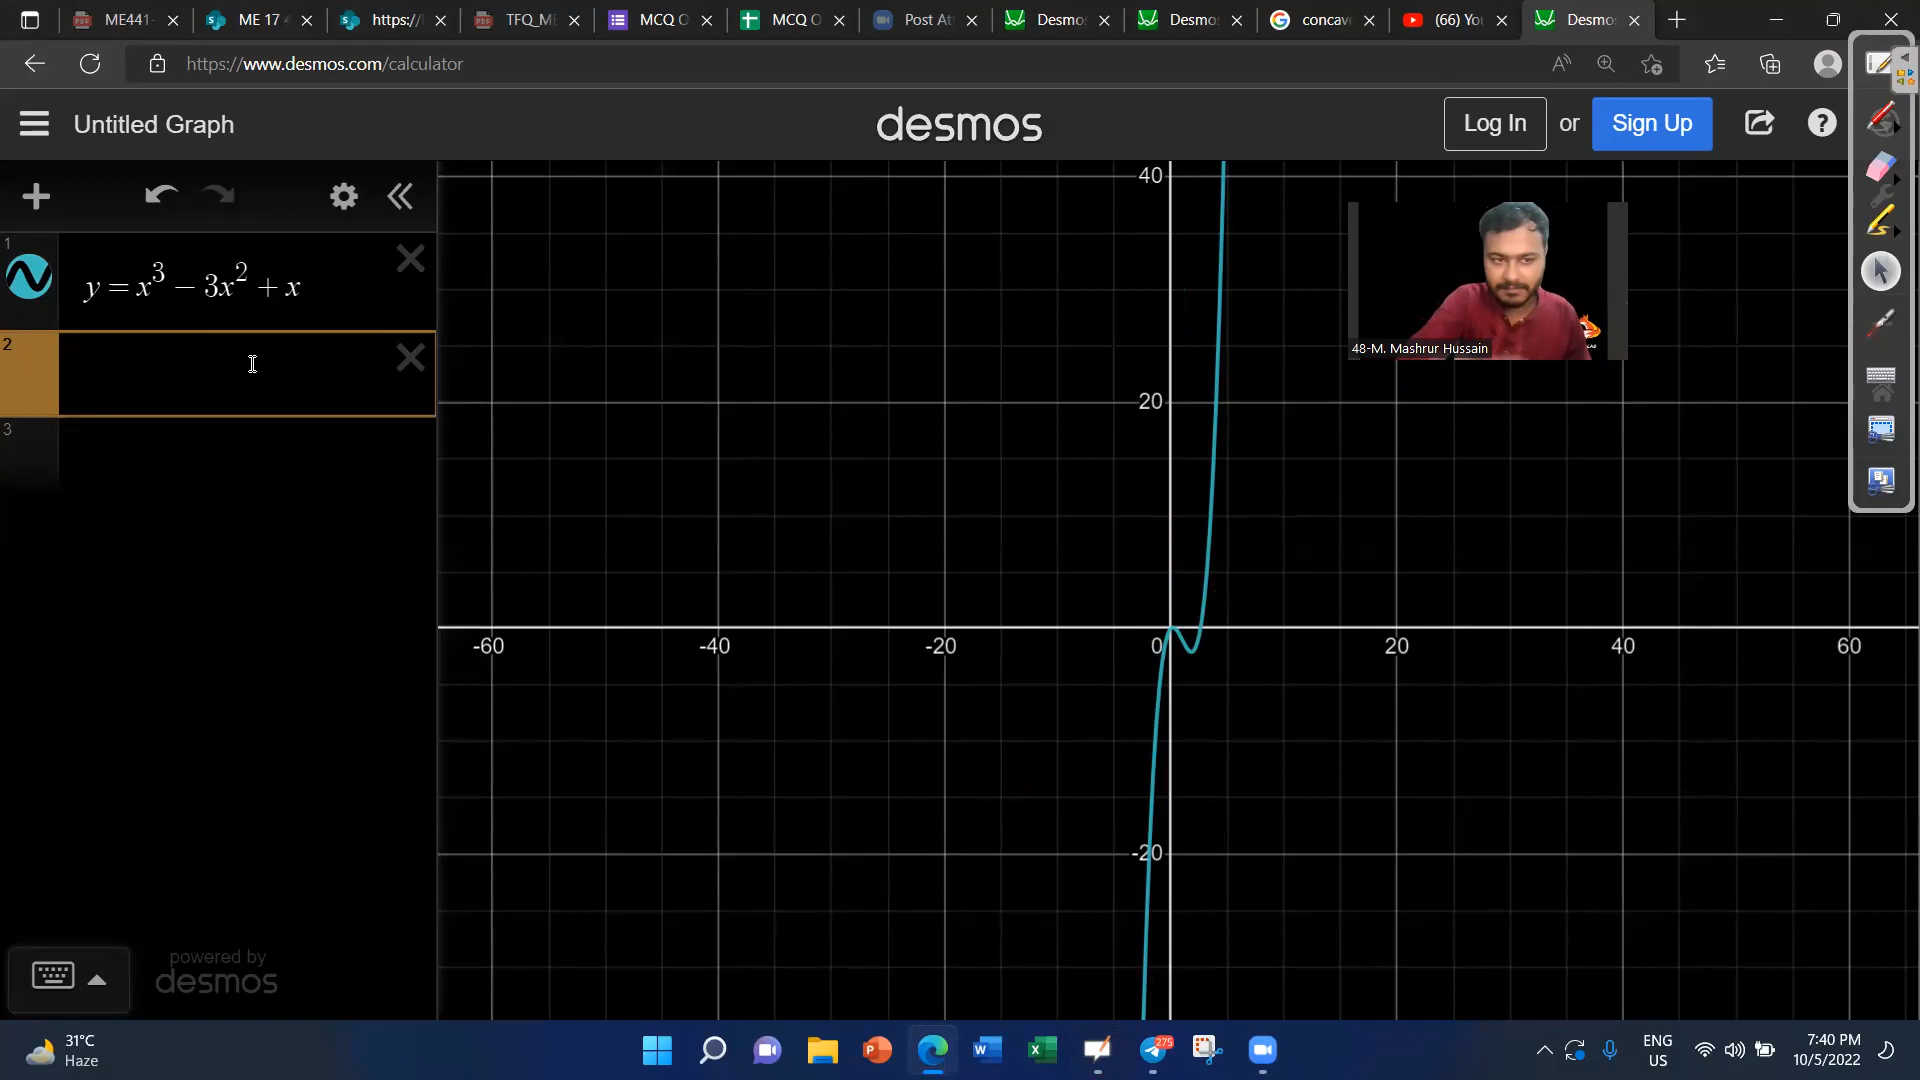 ME441-
ME 17
https://
TFQ_ME
MCQ O
MCQ O
Post At
Desmo
Desmo
concav
(66) Yo
Desmo
https://www.desmos.com/calculator
Untitled Graph
desmos
Log In or Sign Up
1
y = x³ − 3x² + x
2
3
40
20
-60 -40 -20 0 20 40 60
-20
48-M. Mashrur Hussain
powered by
desmos
31°C
Haze
275
ENG
US
7:40 PM
10/5/2022